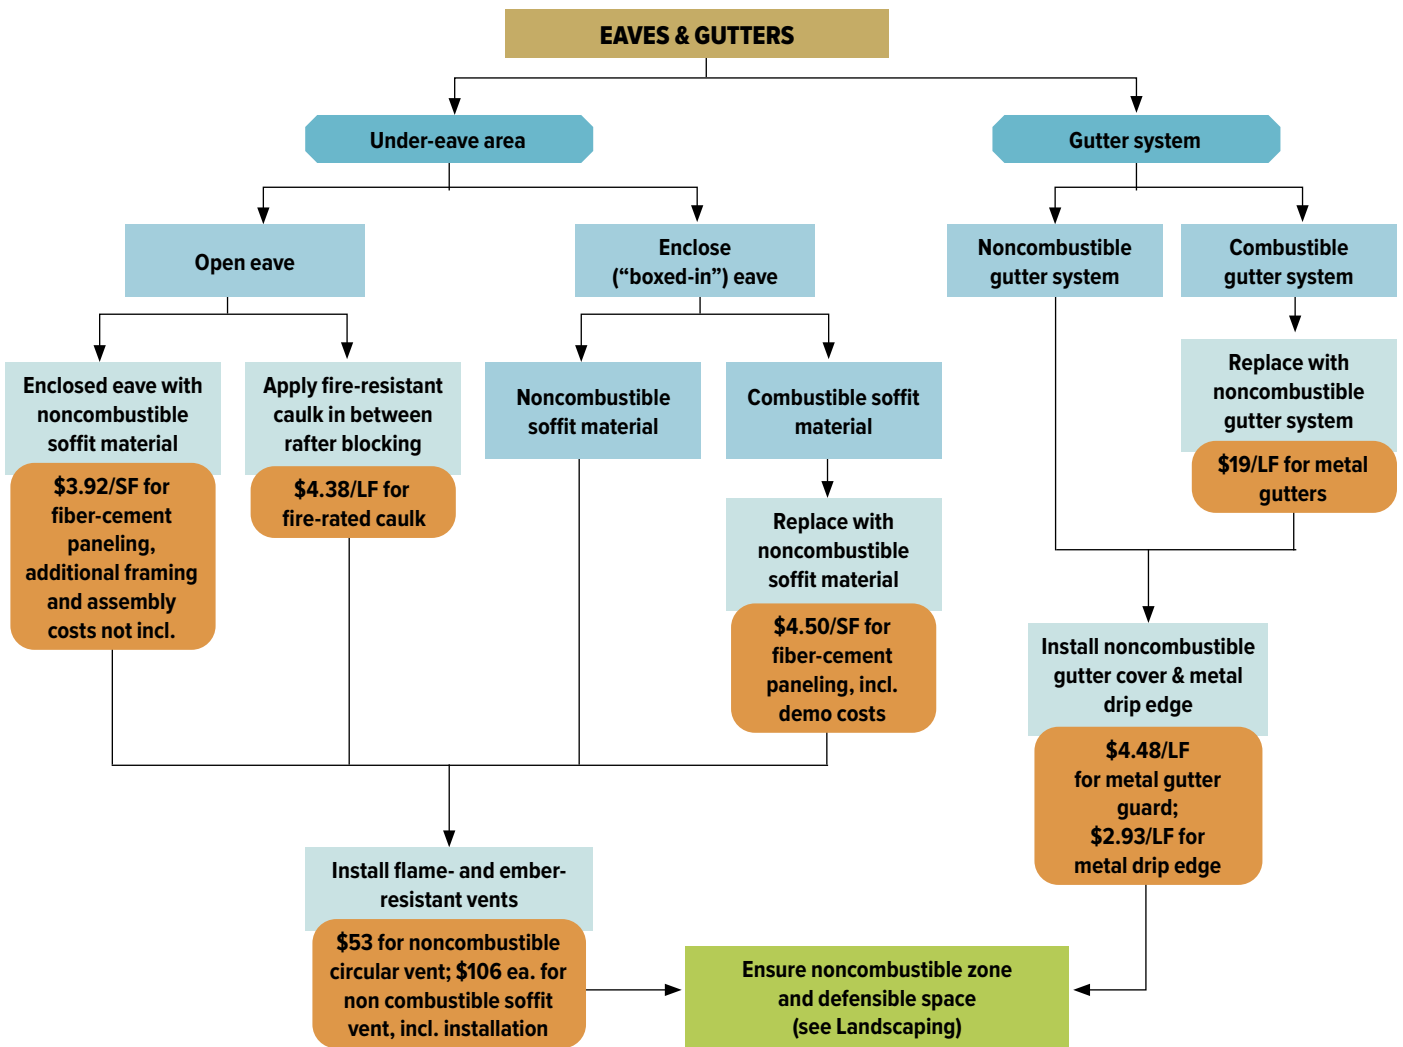 EAVES & GUTTERS
Under-eave area
Gutter system
Open eave
Enclose
(“boxed-in”) eave
Noncombustible
gutter system
Combustible
gutter system
Enclosed eave with
noncombustible
soffit material
$3.92/SF for
fiber-cement
paneling,
additional framing
and assembly
costs not incl.
Apply fire-resistant
caulk in between
rafter blocking
$4.38/LF for
fire-rated caulk
Noncombustible
soffit material
Combustible soffit
material
Replace with
noncombustible
soffit material
$4.50/SF for
fiber-cement
paneling, incl.
demo costs
Replace with
noncombustible
gutter system
$19/LF for metal
gutters
Install noncombustible
gutter cover & metal
drip edge
$4.48/LF
for metal gutter
guard;
$2.93/LF for
metal drip edge
Install flame- and ember-
resistant vents
$53 for noncombustible
circular vent; $106 ea. for
non combustible soffit
vent, incl. installation
Ensure noncombustible zone
and defensible space
(see Landscaping)